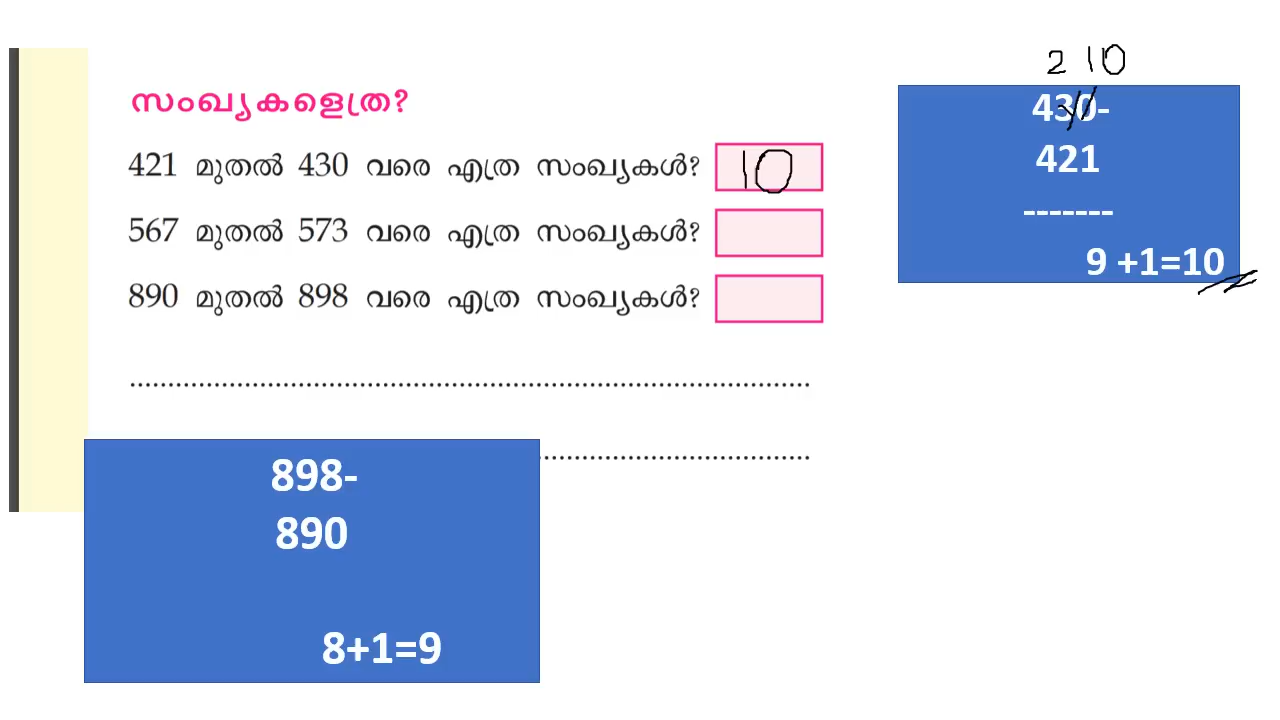 സംഖ്യകളെത്ര?
421 മുതൽ 430 വരെ എത്ര സംഖ്യകൾ? 10
567 മുതൽ 573 വരെ എത്ര സംഖ്യകൾ?
890 മുതൽ 898 വരെ എത്ര സംഖ്യകൾ?
................................................................................
................................
2 10
430-
421
-------
9 +1=10
898-
890
8+1=9